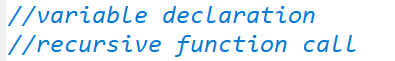 //variable declaration
//recursive function call